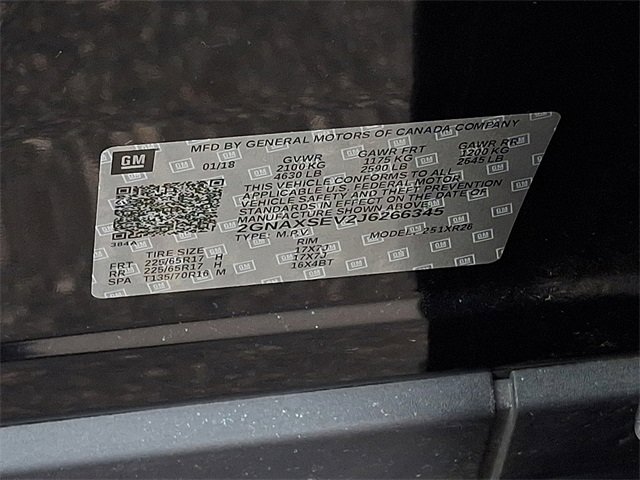 GM
MFD BY GENERAL MOTORS OF CANADA COMPANY
01/18 GVWR GAWR FRT GAWR RR
2100 KG 1175 KG 1200 KG
4630 LB 2590 LB 2645 LB
THIS VEHICLE CONFORMS TO ALL
APPLICABLE U.S. FEDERAL MOTOR
VEHICLE SAFETY AND THEFT PREVENTION
STANDARDS IN EFFECT ON THE DATE OF
MANUFACTURE SHOWN ABOVE.
2GNAXSEV2J6266345
TYPE: M.P.V. MODEL: 251XR26
384A
TIRE SIZE RIM
FRT 225/65R17 H 17X7J
RR 225/65R17 H 17X7J
SPA T135/70R16 M 16X4BT